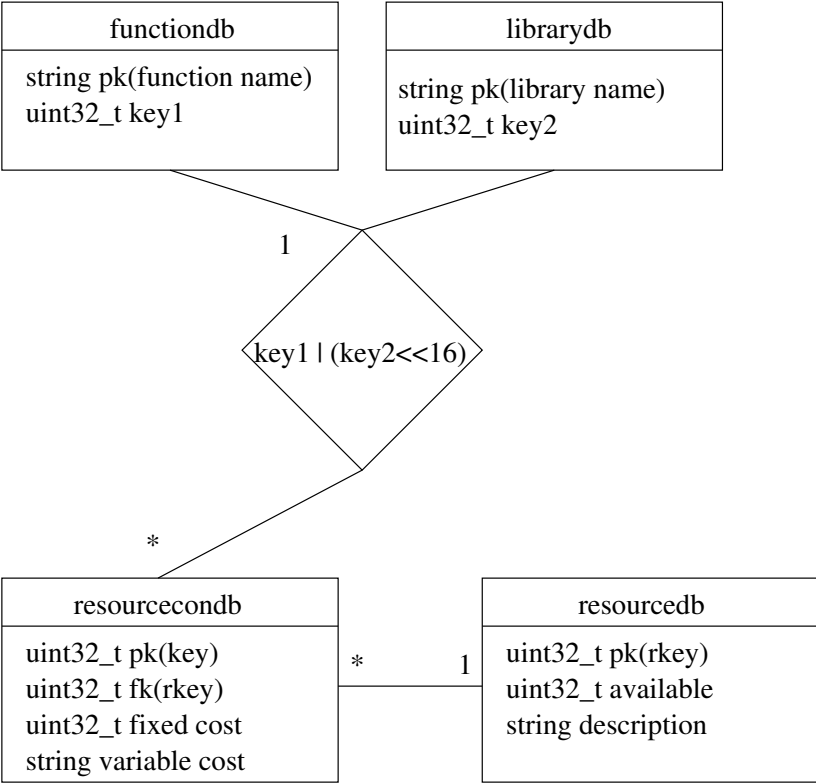 functiondb
string pk(function name)
uint32_t key1
librarydb
string pk(library name)
uint32_t key2
1
key1 | (key2<<16)
*
resourcecondb
uint32_t pk(key)
uint32_t fk(rkey)
uint32_t fixed cost
string variable cost
*
1
resourcedb
uint32_t pk(rkey)
uint32_t available
string description